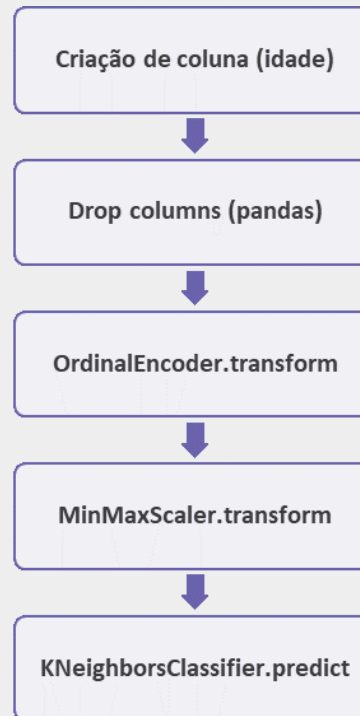 Criação de coluna (idade)
Drop columns (pandas)
OrdinalEncoder.transform
MinMaxScaler.transform
KNeighborsClassifier.predict